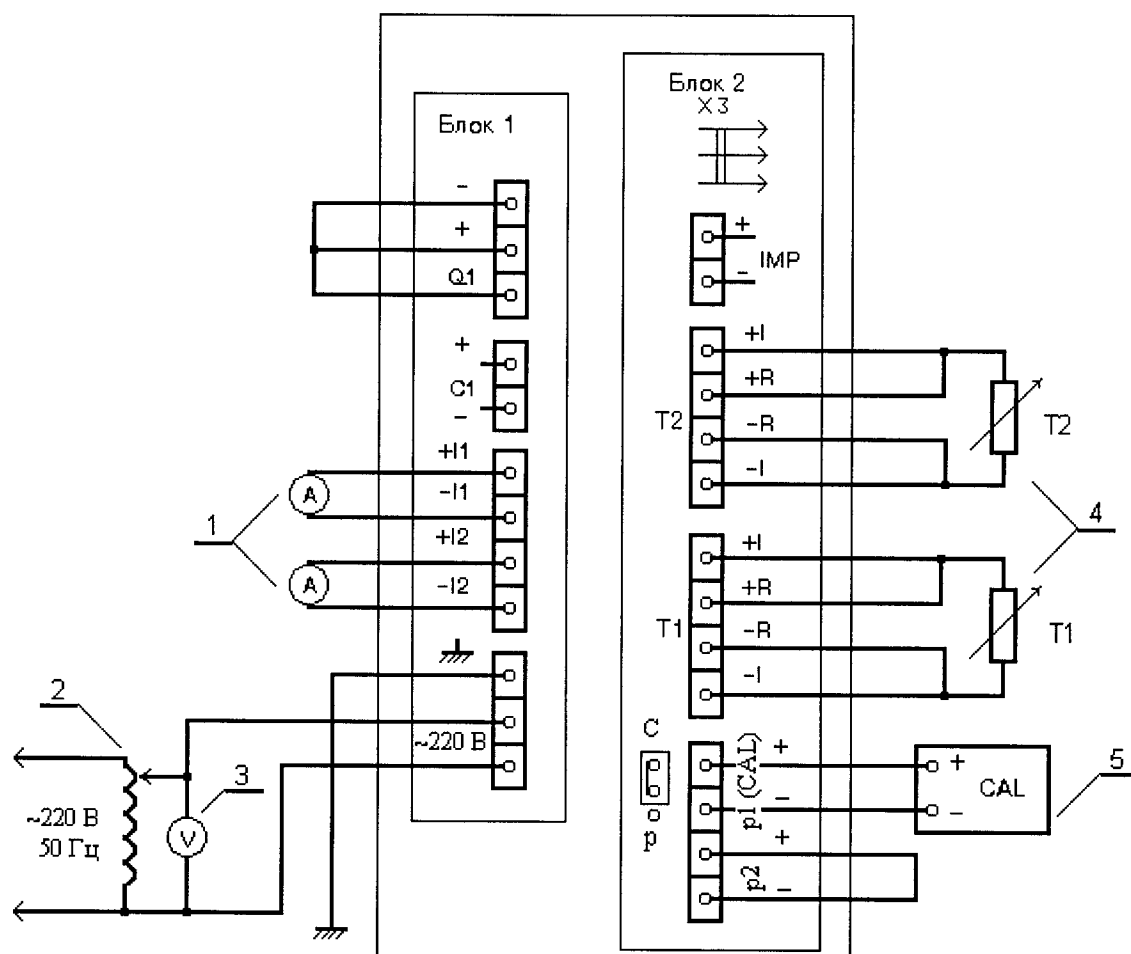 Блок 1
-
+
Q1
+
C1
-
+I1
-I1
+I2
-I2
~220 В
A
A
1
2
3
~220 В
50 Гц
V
Блок 2
X3
+
-
IMP
+I
+R
-R
-I
T2
T2
4
+I
+R
-R
-I
T1
T1
C
p
p1 (CAL)
+
-
p2
+
-
+
-
CAL
5